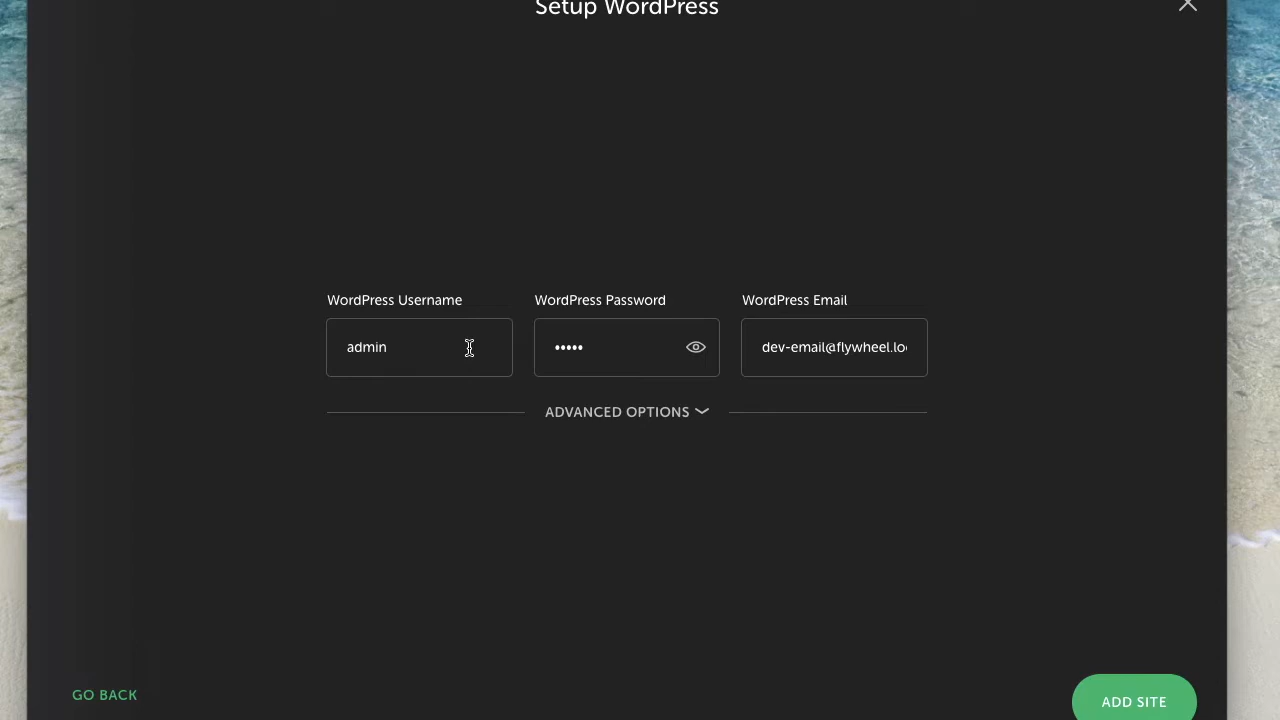 Setup WordPress
WordPress Username
WordPress Password
WordPress Email
admin
•••••
dev-email@flywheel.lo
ADVANCED OPTIONS
GO BACK
ADD SITE